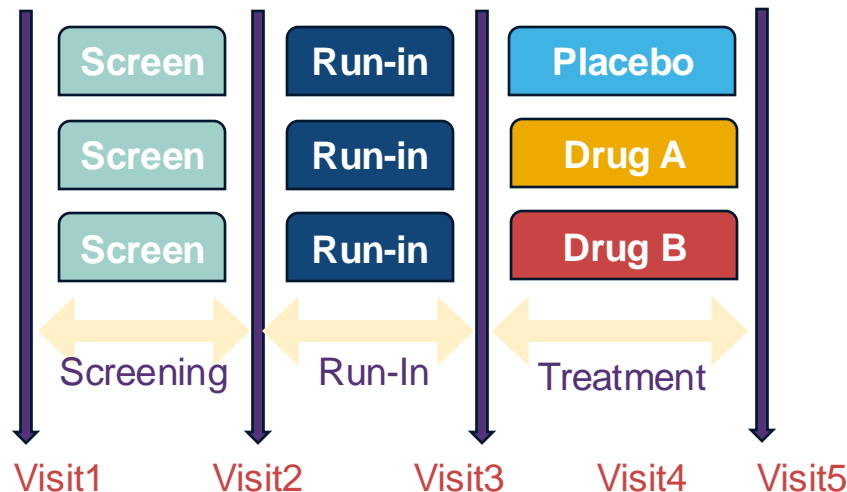 Screen Run-in Placebo
Screen Run-in Drug A
Screen Run-in Drug B
Screening Run-In Treatment
Visit1 Visit2 Visit3 Visit4 Visit5